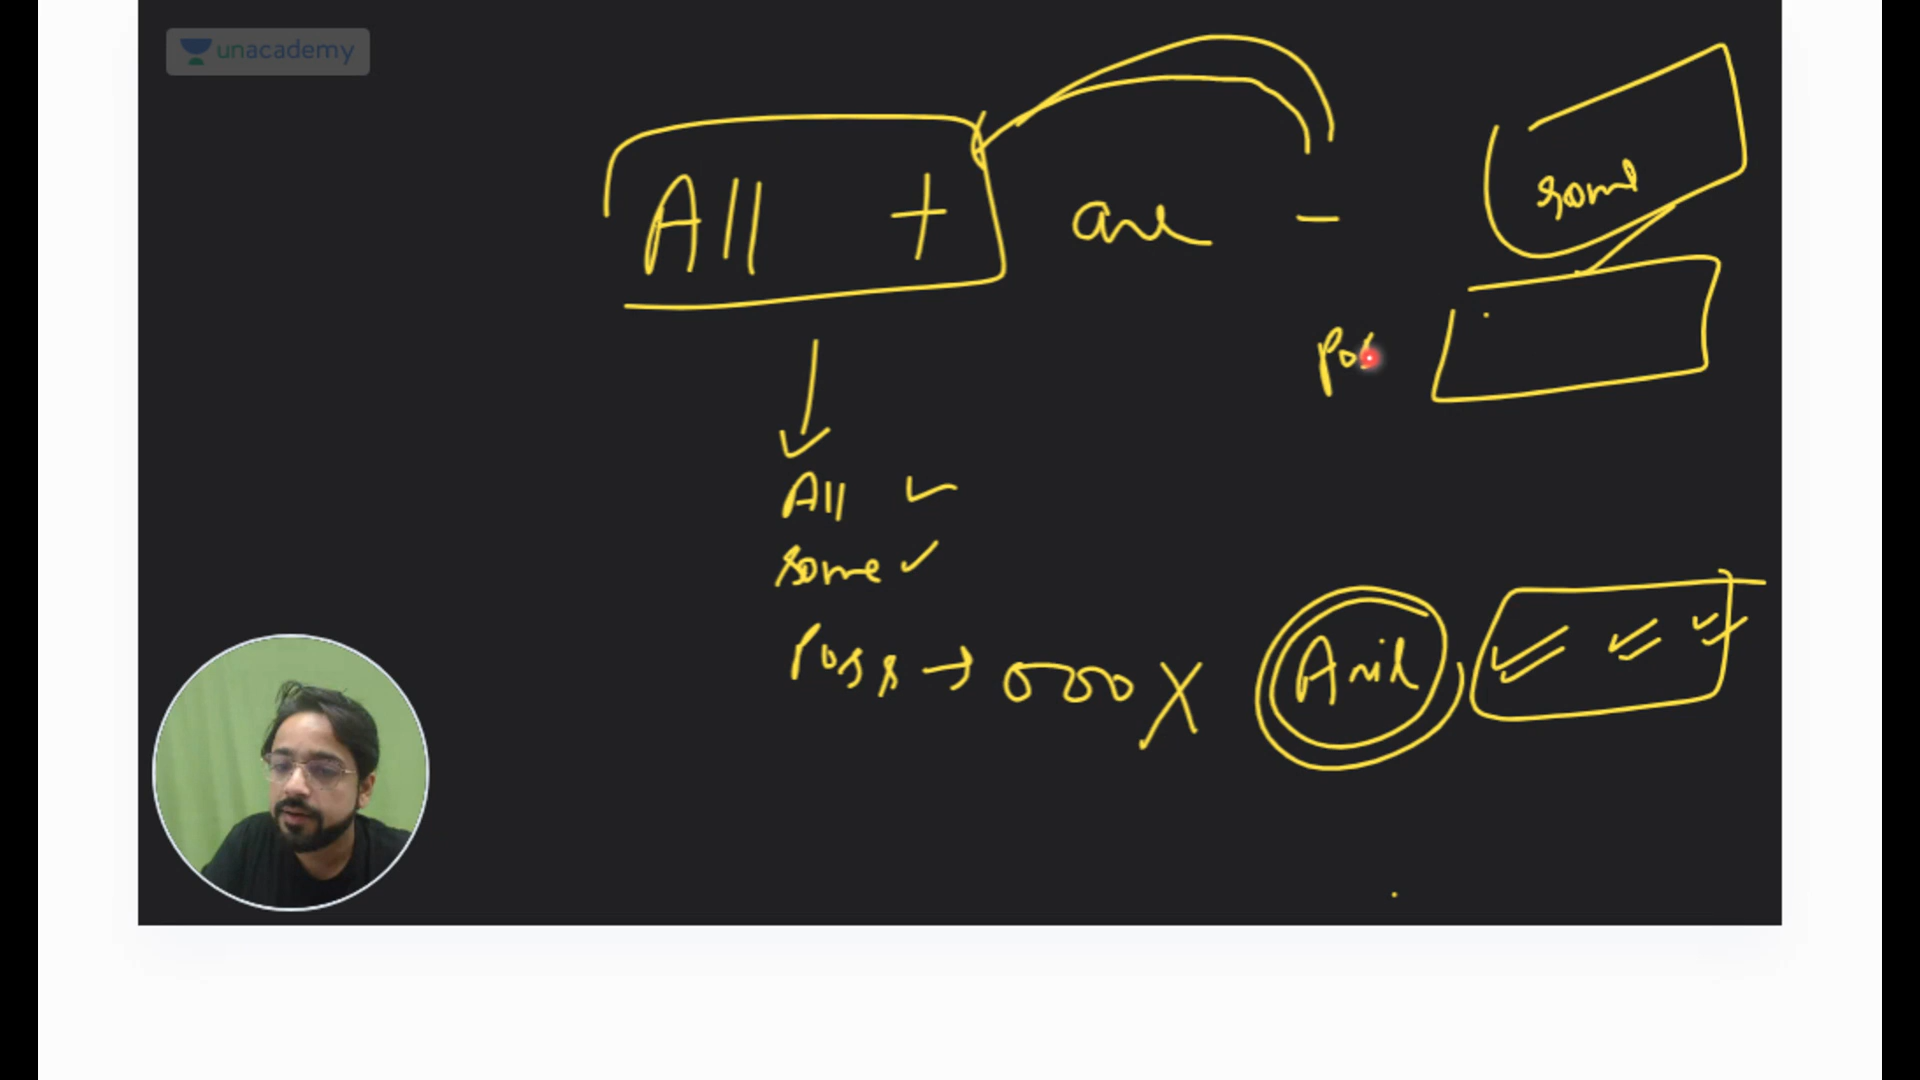 unacademy
All + are -
some
Pos
All ✓
some ✓
Poss →
Anil